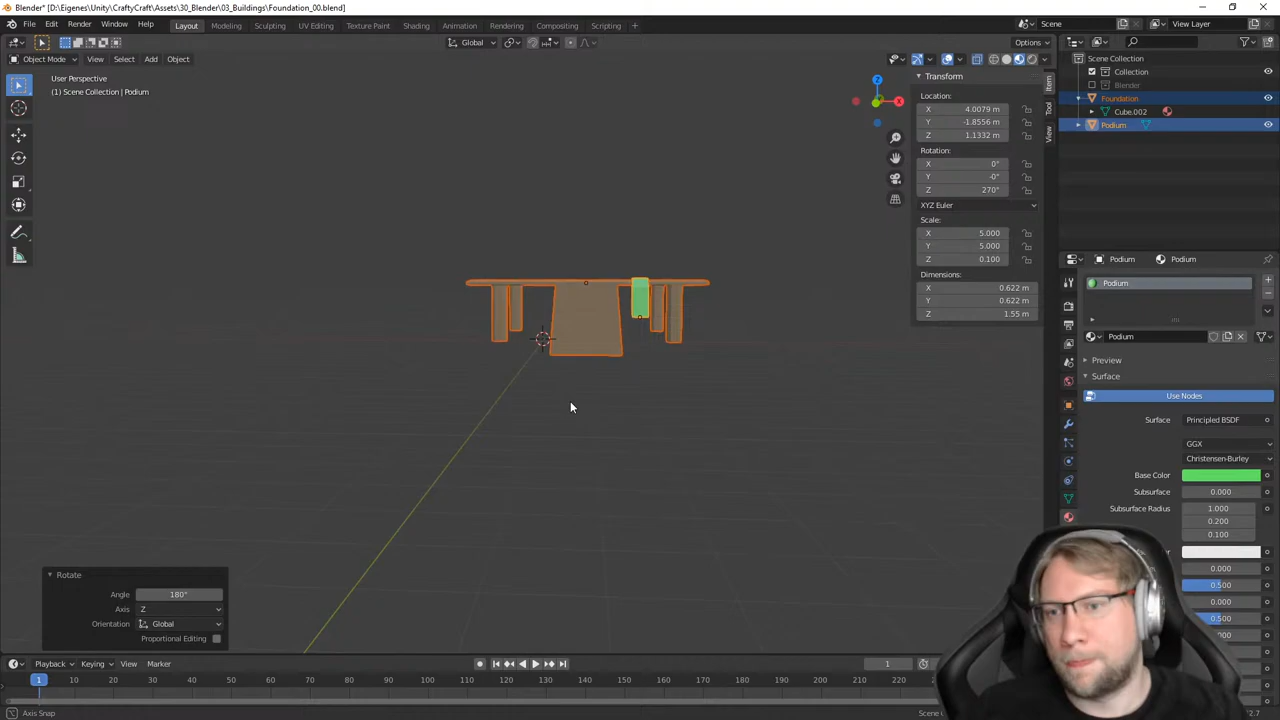 Blender* [D:\Eigenes\Unity\CraftyCraft\Assets\30_Blender\03_Buildings\Foundation_00.blend]
File Edit Render Window Help Layout Modeling Sculpting UV Editing Texture Paint Shading Animation Rendering Compositing Scripting + Scene View Layer
Global Options
Object Mode View Select Add Object
User Perspective
(1) Scene Collection | Podium
Z
X
Transform
Location:
X 4.0079 m
Y -1.8556 m
Z 1.1332 m
Rotation:
X 0°
Y -0°
Z 270°
XYZ Euler
Scale:
X 5.000
Y 5.000
Z 0.100
Dimensions:
X 0.622 m
Y 0.622 m
Z 1.55 m
Item
Tool
View
Scene Collection
Collection
Blender
Foundation
Cube.002
Podium
Podium Podium
Podium
Podium
Preview
Surface
Use Nodes
Surface Principled BSDF
GGX
Christensen-Burley
Base Color
Subsurface 0.000
Subsurface Radius 1.000
0.200
0.100
0.000
0.500
0.000
0.500
Rotate
Angle 180°
Axis Z
Orientation Global
Proportional Editing
Playback Keying View Marker 1
1 10 20 30 40 50 60 70 80 90 100 110 120 130 140 150 160 170 180 190 200 210 220
Axis Snap